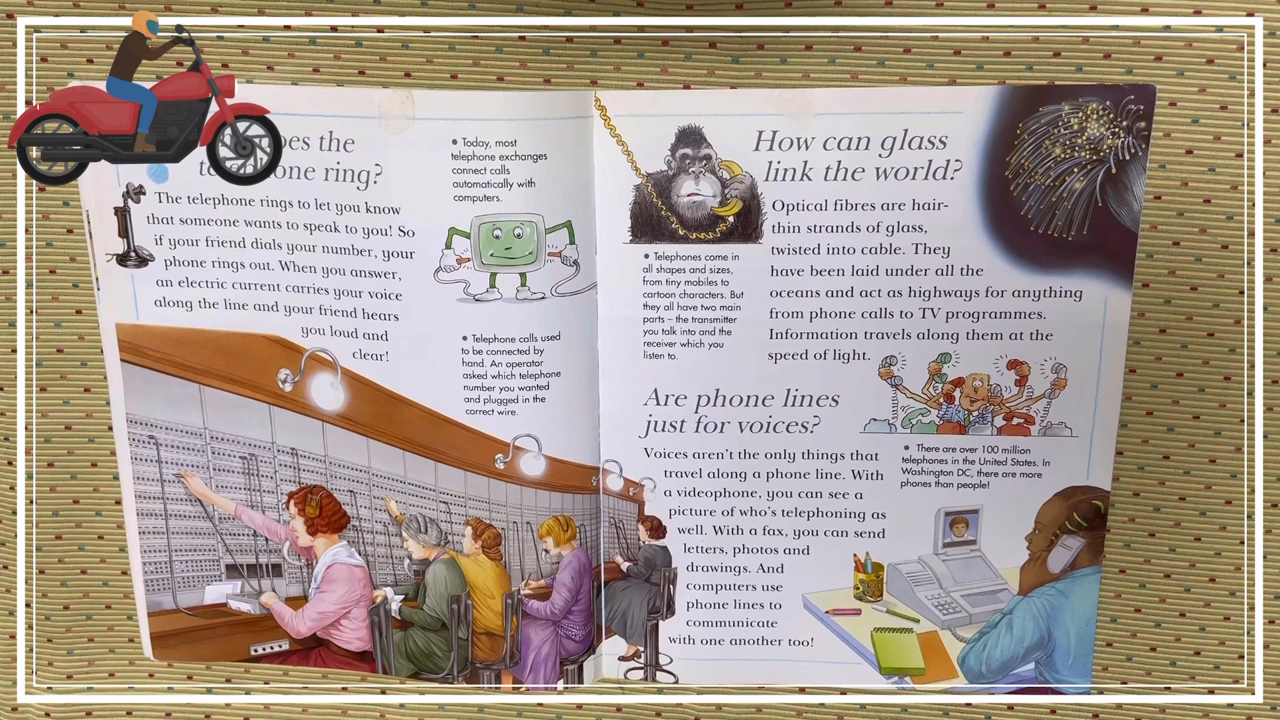 oes the
te one ring?
The telephone rings to let you know
that someone wants to speak to you! So
if your friend dials your number, your
phone rings out. When you answer,
an electric current carries your voice
along the line and your friend hears
you loud and
clear!
• Today, most
telephone exchanges
connect calls
automatically with
computers.
• Telephone calls used
to be connected by
hand. An operator
asked which telephone
number you wanted
and plugged in the
correct wire.
How can glass
link the world?
Optical fibres are hair-
thin strands of glass,
twisted into cable. They
have been laid under all the
oceans and act as highways for anything
from phone calls to TV programmes.
Information travels along them at the
speed of light.
• Telephones come in
all shapes and sizes,
from tiny mobiles to
cartoon characters. But
they all have two main
parts – the transmitter
you talk into and the
receiver which you
listen to.
Are phone lines
just for voices?
Voices aren't the only things that
travel along a phone line. With
a videophone, you can see a
picture of who's telephoning as
well. With a fax, you can send
letters, photos and
drawings. And
computers use
phone lines to
communicate
with one another too!
• There are over 100 million
telephones in the United States. In
Washington DC, there are more
phones than people!